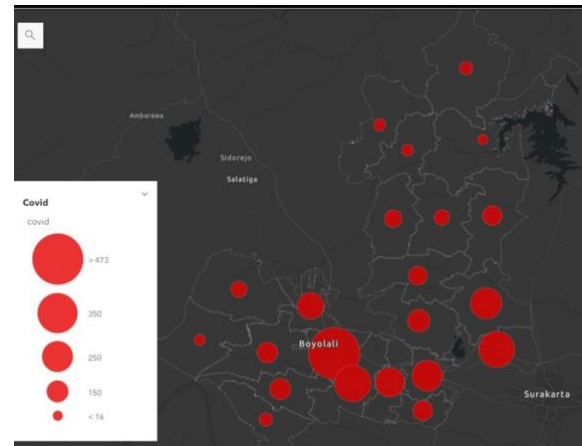 Ambarawa
Sidorejo
Salatiga
Covid
covid
> 473
350
250
150
< 16
Boyolali
Surakarta